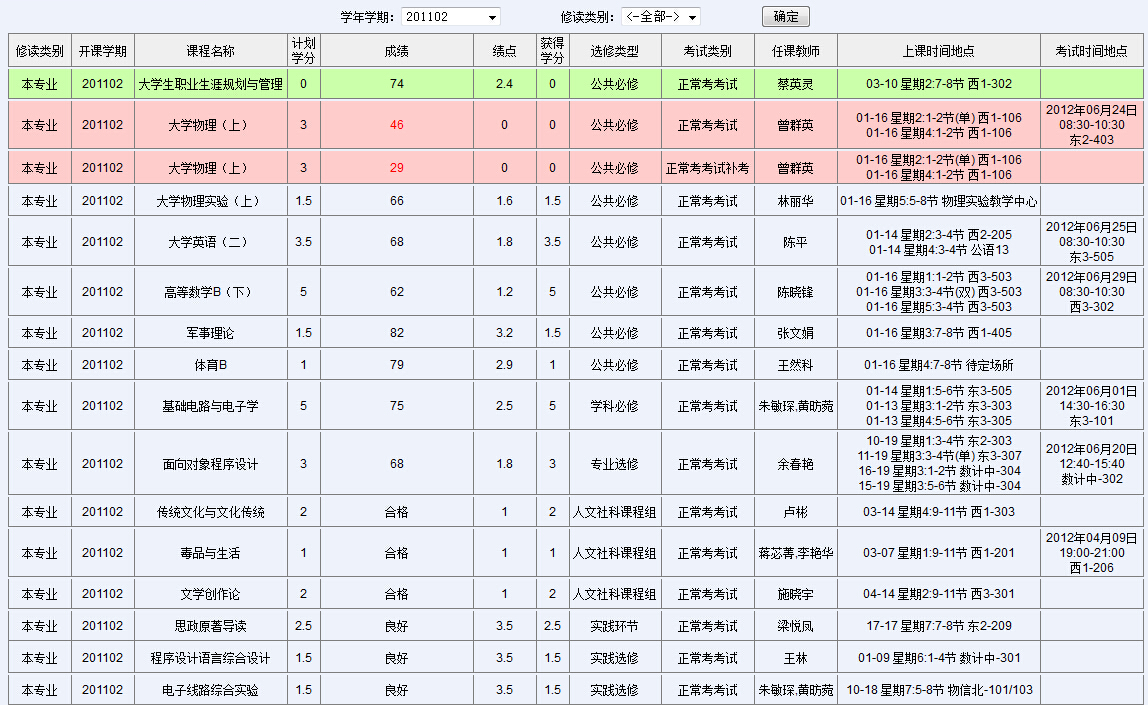 学年学期: 201102 修读类别: <-全部-> 确定
修读类别 开课学期 课程名称 计划学分 成绩 绩点 获得学分 选修类型 考试类别 任课教师 上课时间地点 考试时间地点
本专业 201102 大学生职业生涯规划与管理 0 74 2.4 0 公共必修 正常考考试 蔡英灵 03-10 星期2:7-8节 西1-302
本专业 201102 大学物理（上） 3 46 0 0 公共必修 正常考考试 曾群英 01-16 星期2:1-2节(单) 西1-106
01-16 星期4:1-2节 西1-106 2012年06月24日
08:30-10:30
东2-403
本专业 201102 大学物理（上） 3 29 0 0 公共必修 正常考考试补考 曾群英 01-16 星期2:1-2节(单) 西1-106
01-16 星期4:1-2节 西1-106
本专业 201102 大学物理实验（上） 1.5 66 1.6 1.5 公共必修 正常考考试 林丽华 01-16 星期5:5-8节 物理实验教学中心
本专业 201102 大学英语（二） 3.5 68 1.8 3.5 公共必修 正常考考试 陈平 01-14 星期2:3-4节 西2-205
01-14 星期4:3-4节 公语13 2012年06月25日
08:30-10:30
东3-505
本专业 201102 高等数学B（下） 5 62 1.2 5 公共必修 正常考考试 陈晓锋 01-16 星期1:1-2节 西3-503
01-16 星期3:3-4节(双) 西3-503
01-16 星期5:3-4节 西3-503 2012年06月29日
08:30-10:30
西3-302
本专业 201102 军事理论 1.5 82 3.2 1.5 公共必修 正常考考试 张文娟 01-16 星期3:7-8节 西1-405
本专业 201102 体育B 1 79 2.9 1 公共必修 正常考考试 王然科 01-16 星期4:7-8节 待定场所
本专业 201102 基础电路与电子学 5 75 2.5 5 学科必修 正常考考试 朱敏琛,黄昉菀 01-14 星期1:5-6节 东3-505
01-13 星期3:1-2节 东3-303
01-13 星期4:5-6节 东3-305 2012年06月01日
14:30-16:30
东3-101
本专业 201102 面向对象程序设计 3 68 1.8 3 专业选修 正常考考试 余春艳 10-19 星期1:3-4节 东2-303
11-19 星期3:3-4节(单) 东3-307
16-19 星期3:1-2节 数计中-304
15-19 星期3:5-6节 数计中-304 2012年06月20日
12:40-15:40
数计中-302
本专业 201102 传统文化与文化传统 2 合格 1 2 人文社科课程组 正常考考试 卢彬 03-14 星期4:9-11节 西1-303
本专业 201102 毒品与生活 1 合格 1 1 人文社科课程组 正常考考试 蒋苾菁,李艳华 03-07 星期1:9-11节 西1-201 2012年04月09日
19:00-21:00
西1-206
本专业 201102 文学创作论 2 合格 1 2 人文社科课程组 正常考考试 施晓宇 04-14 星期2:9-11节 西3-301
本专业 201102 思政原著导读 2.5 良好 3.5 2.5 实践环节 正常考考试 梁悦凤 17-17 星期7:7-8节 东2-209
本专业 201102 程序设计语言综合设计 1.5 良好 3.5 1.5 实践选修 正常考考试 王林 01-09 星期6:1-4节 数计中-301
本专业 201102 电子线路综合实验 1.5 良好 3.5 1.5 实践选修 正常考考试 朱敏琛,黄昉菀 10-18 星期7:5-8节 物信北-101/103